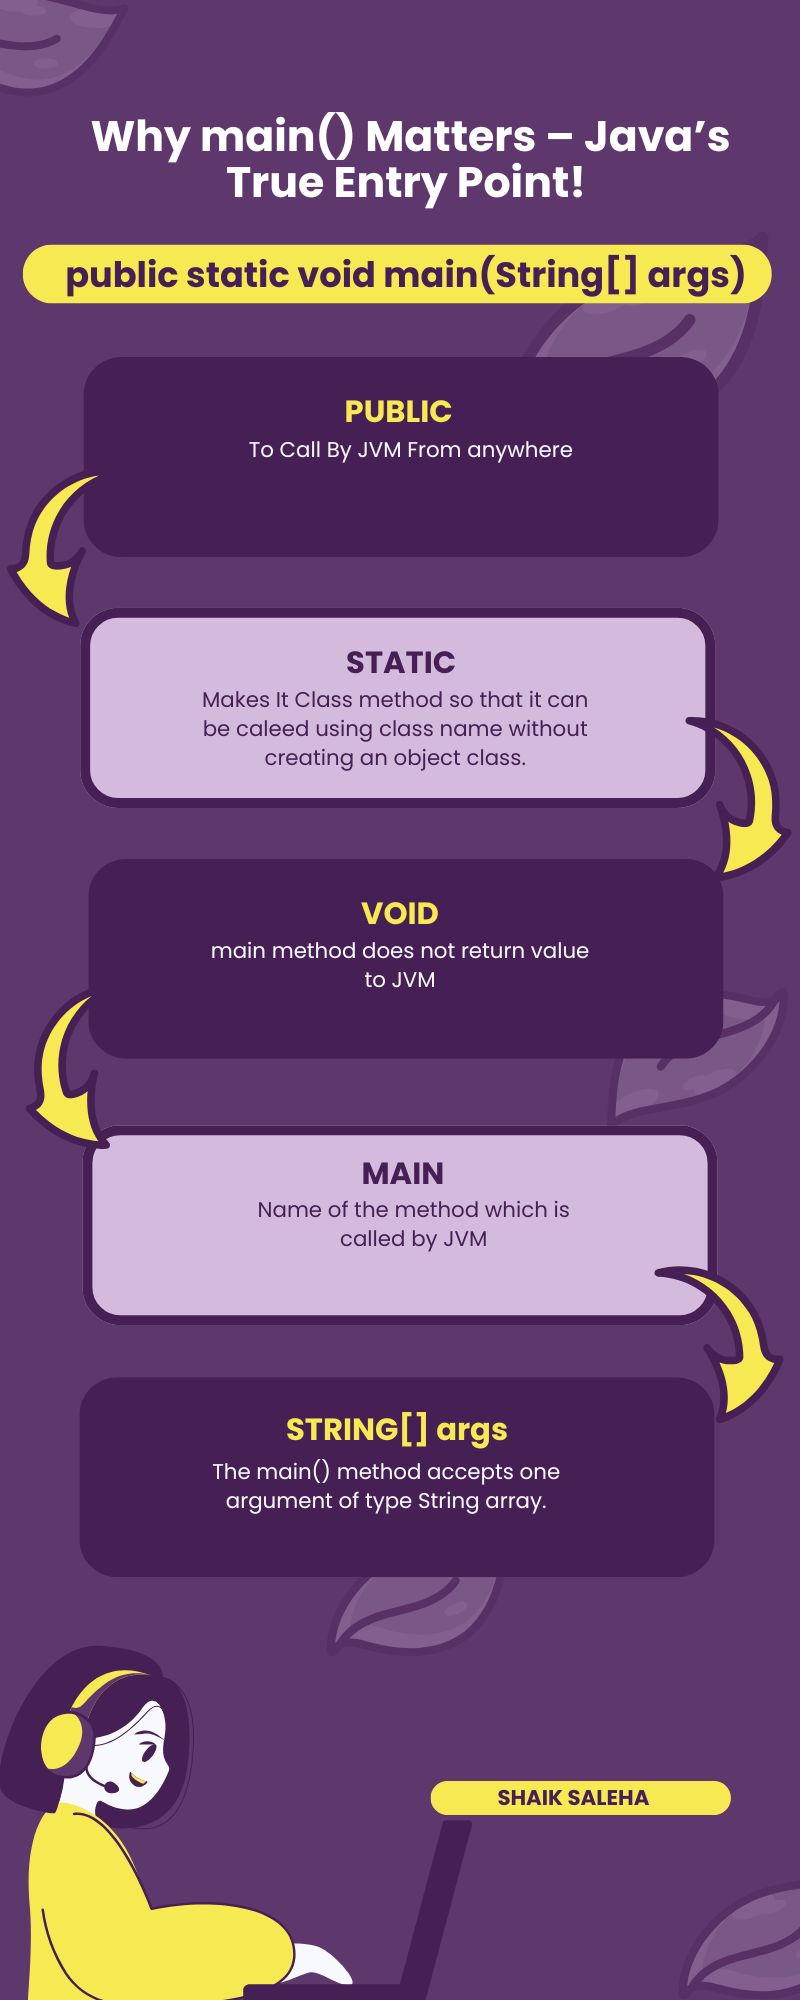 Why main() Matters – Java’s
True Entry Point!
public static void main(String[] args)
PUBLIC
To Call By JVM From anywhere
STATIC
Makes It Class method so that it can
be caleed using class name without
creating an object class.
VOID
main method does not return value
to JVM
MAIN
Name of the method which is
called by JVM
STRING[] args
The main() method accepts one
argument of type String array.
SHAIK SALEHA